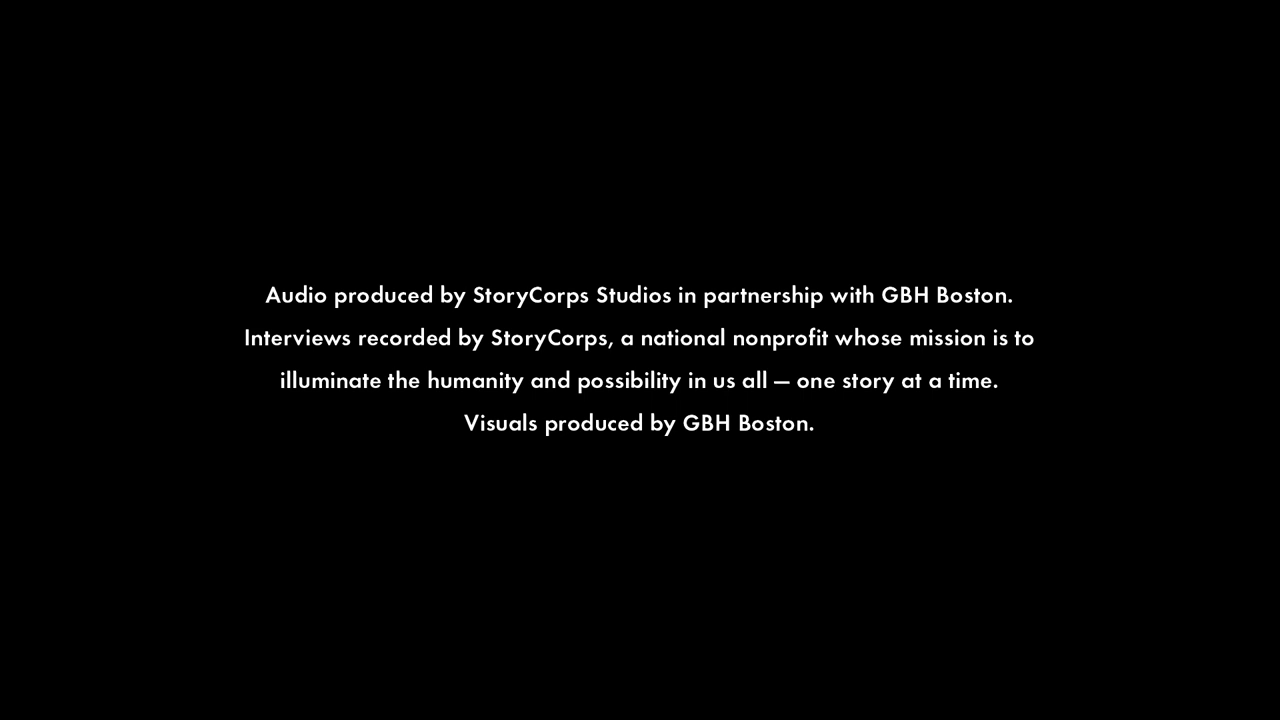 Audio produced by StoryCorps Studios in partnership with GBH Boston.
Interviews recorded by StoryCorps, a national nonprofit whose mission is to
illuminate the humanity and possibility in us all — one story at a time.
Visuals produced by GBH Boston.